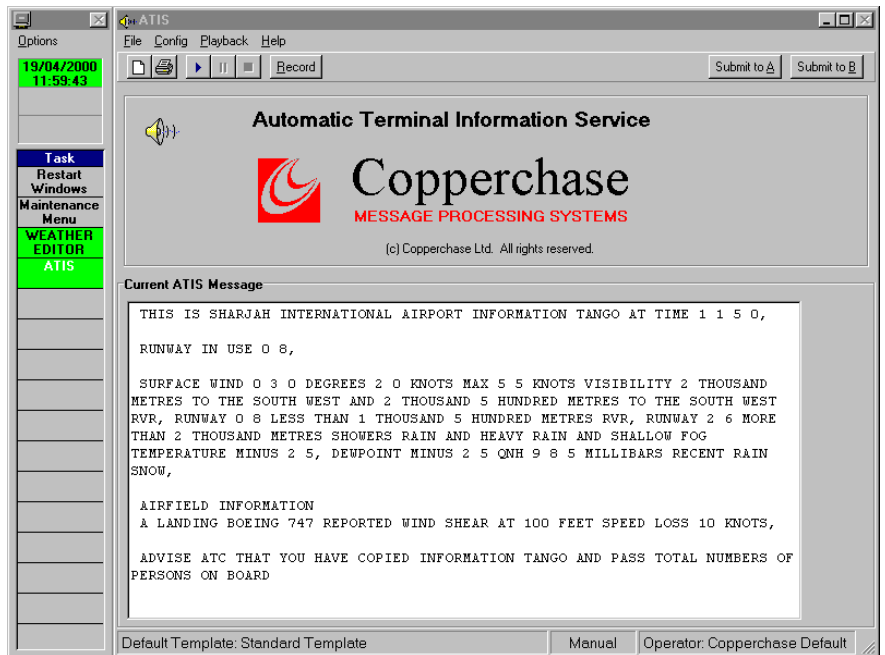 Options
19/04/2000
11:59:43
Task
Restart
Windows
Maintenance
Menu
WEATHER
EDITOR
ATIS
ATIS
File Config Playback Help
Record
Submit to A
Submit to B
Automatic Terminal Information Service
Copperchase
MESSAGE PROCESSING SYSTEMS
(c) Copperchase Ltd. All rights reserved.
Current ATIS Message
THIS IS SHARJAH INTERNATIONAL AIRPORT INFORMATION TANGO AT TIME 1 1 5 0,
RUNWAY IN USE 0 8,
SURFACE WIND 0 3 0 DEGREES 2 0 KNOTS MAX 5 5 KNOTS VISIBILITY 2 THOUSAND
METRES TO THE SOUTH WEST AND 2 THOUSAND 5 HUNDRED METRES TO THE SOUTH WEST
RVR, RUNWAY 0 8 LESS THAN 1 THOUSAND 5 HUNDRED METRES RVR, RUNWAY 2 6 MORE
THAN 2 THOUSAND METRES SHOWERS RAIN AND HEAVY RAIN AND SHALLOW FOG
TEMPERATURE MINUS 2 5, DEWPOINT MINUS 2 5 QNH 9 8 5 MILLIBARS RECENT RAIN
SNOW,
AIRFIELD INFORMATION
A LANDING BOEING 747 REPORTED WIND SHEAR AT 100 FEET SPEED LOSS 10 KNOTS,
ADVISE ATC THAT YOU HAVE COPIED INFORMATION TANGO AND PASS TOTAL NUMBERS OF
PERSONS ON BOARD
Default Template: Standard Template
Manual
Operator: Copperchase Default